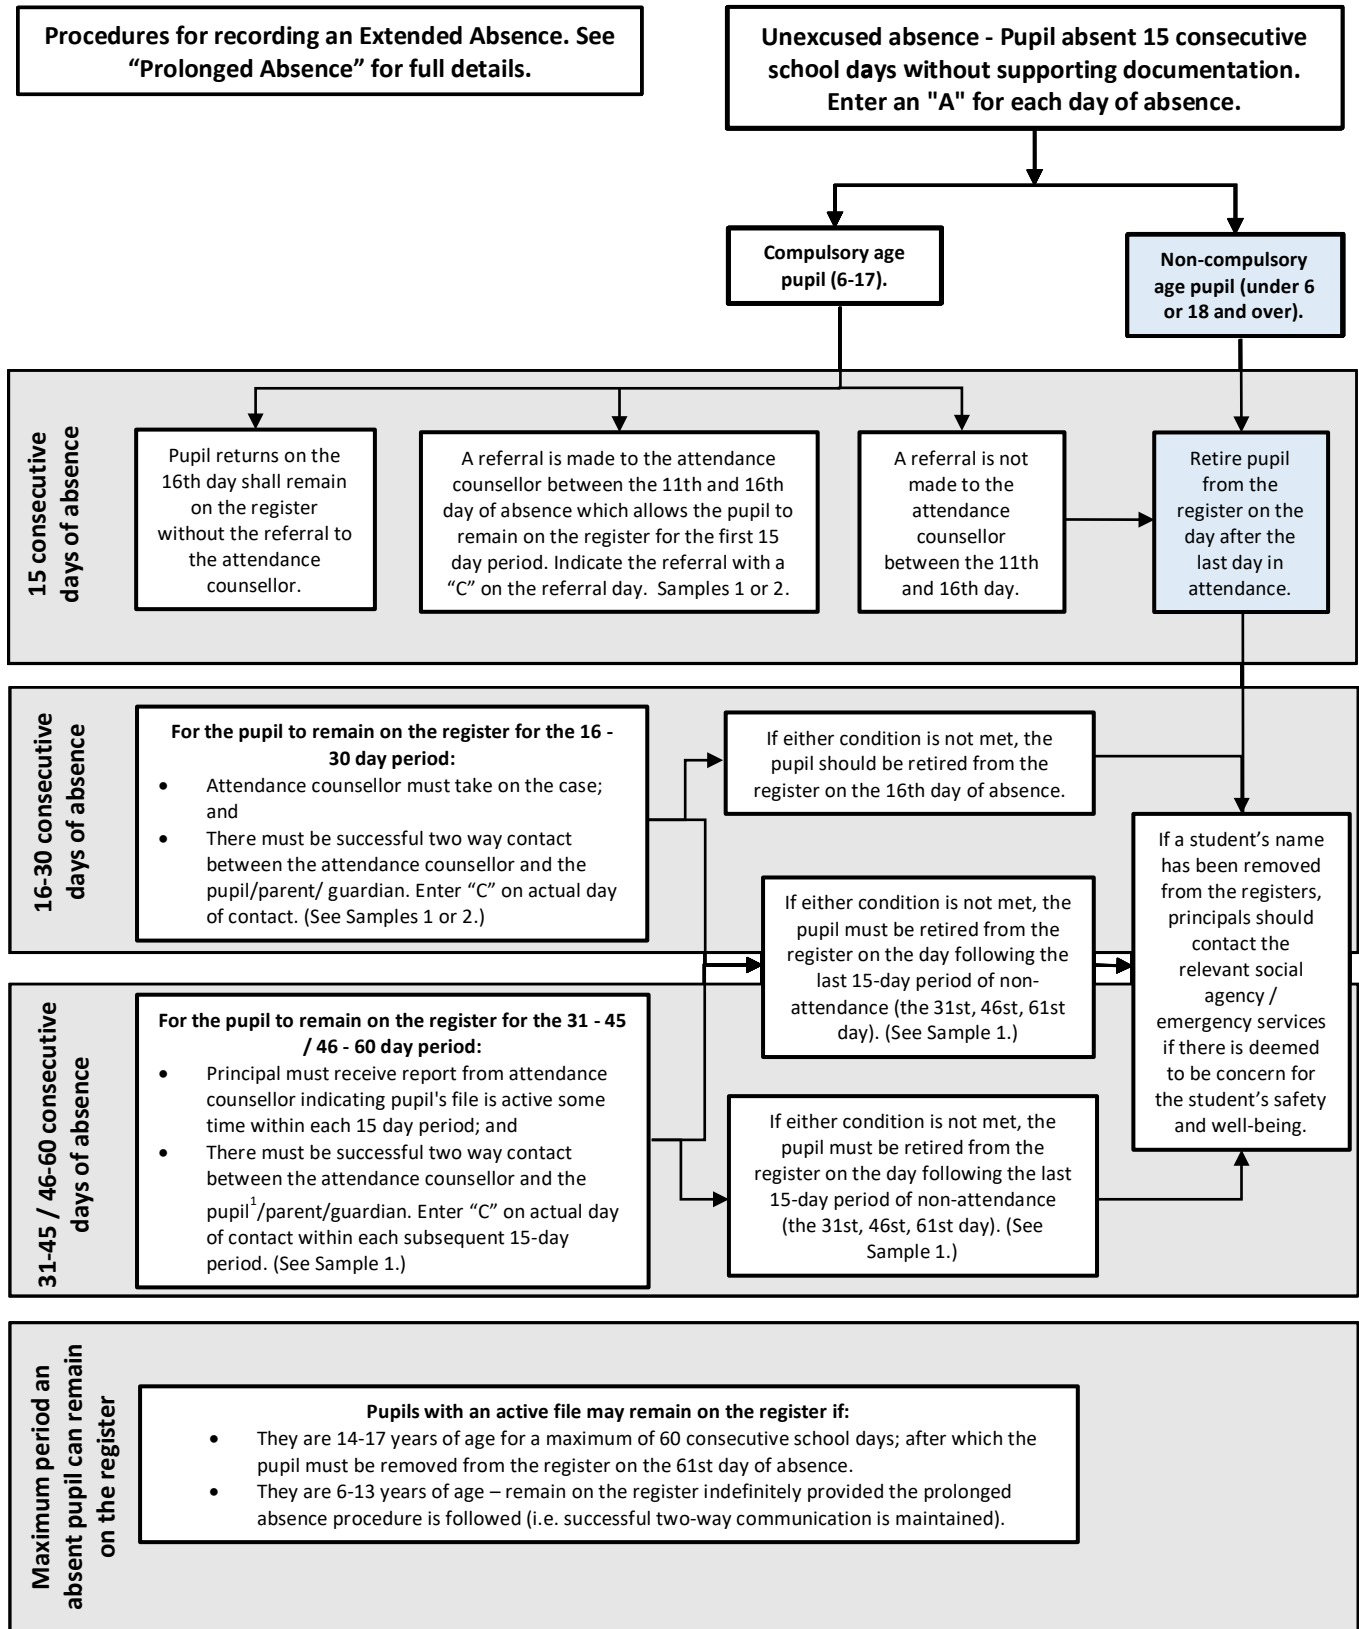 Procedures for recording an Extended Absence. See
“Prolonged Absence” for full details.
Unexcused absence - Pupil absent 15 consecutive
school days without supporting documentation.
Enter an "A" for each day of absence.
Compulsory age
pupil (6-17).
Non-compulsory
age pupil (under 6
or 18 and over).
15 consecutive
days of absence
Pupil returns on the
16th day shall remain
on the register
without the referral to
the attendance
counsellor.
A referral is made to the attendance
counsellor between the 11th and 16th
day of absence which allows the pupil to
remain on the register for the first 15
day period. Indicate the referral with a
“C” on the referral day.  Samples 1 or 2.
A referral is not
made to the
attendance
counsellor
between the 11th
and 16th day.
Retire pupil
from the
register on the
day after the
last day in
attendance.
16-30 consecutive
days of absence
For the pupil to remain on the register for the 16 -
30 day period:
• Attendance counsellor must take on the case;
and
• There must be successful two way contact
between the attendance counsellor and the
pupil/parent/ guardian. Enter “C” on actual day
of contact. (See Samples 1 or 2.)
If either condition is not met, the
pupil should be retired from the
register on the 16th day of absence.
If either condition is not met, the
pupil must be retired from the
register on the day following the
last 15-day period of non-
attendance (the 31st, 46st, 61st
day). (See Sample 1.)
If a student’s name
has been removed
from the registers,
principals should
contact the
relevant social
agency /
emergency services
if there is deemed
to be concern for
the student’s safety
and well-being.
31-45 / 46-60 consecutive
days of absence
For the pupil to remain on the register for the 31 - 45
/ 46 - 60 day period:
• Principal must receive report from attendance
counsellor indicating pupil's file is active some
time within each 15 day period; and
• There must be successful two way contact
between the attendance counsellor and the
pupil¹/parent/guardian. Enter “C” on actual day
of contact within each subsequent 15-day
period. (See Sample 1.)
If either condition is not met, the
pupil must be retired from the
register on the day following the last
15-day period of non-attendance
(the 31st, 46st, 61st day). (See
Sample 1.)
Maximum period an
absent pupil can remain
on the register
Pupils with an active file may remain on the register if:
• They are 14-17 years of age for a maximum of 60 consecutive school days; after which the
pupil must be removed from the register on the 61st day of absence.
• They are 6-13 years of age – remain on the register indefinitely provided the prolonged
absence procedure is followed (i.e. successful two-way communication is maintained).